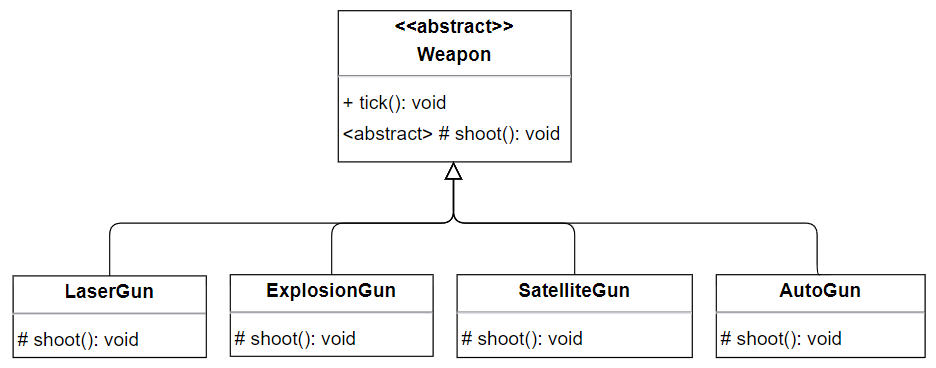 <<abstract>>
Weapon
+ tick(): void
<abstract> # shoot(): void
LaserGun
# shoot(): void
ExplosionGun
# shoot(): void
SatelliteGun
# shoot(): void
AutoGun
# shoot(): void